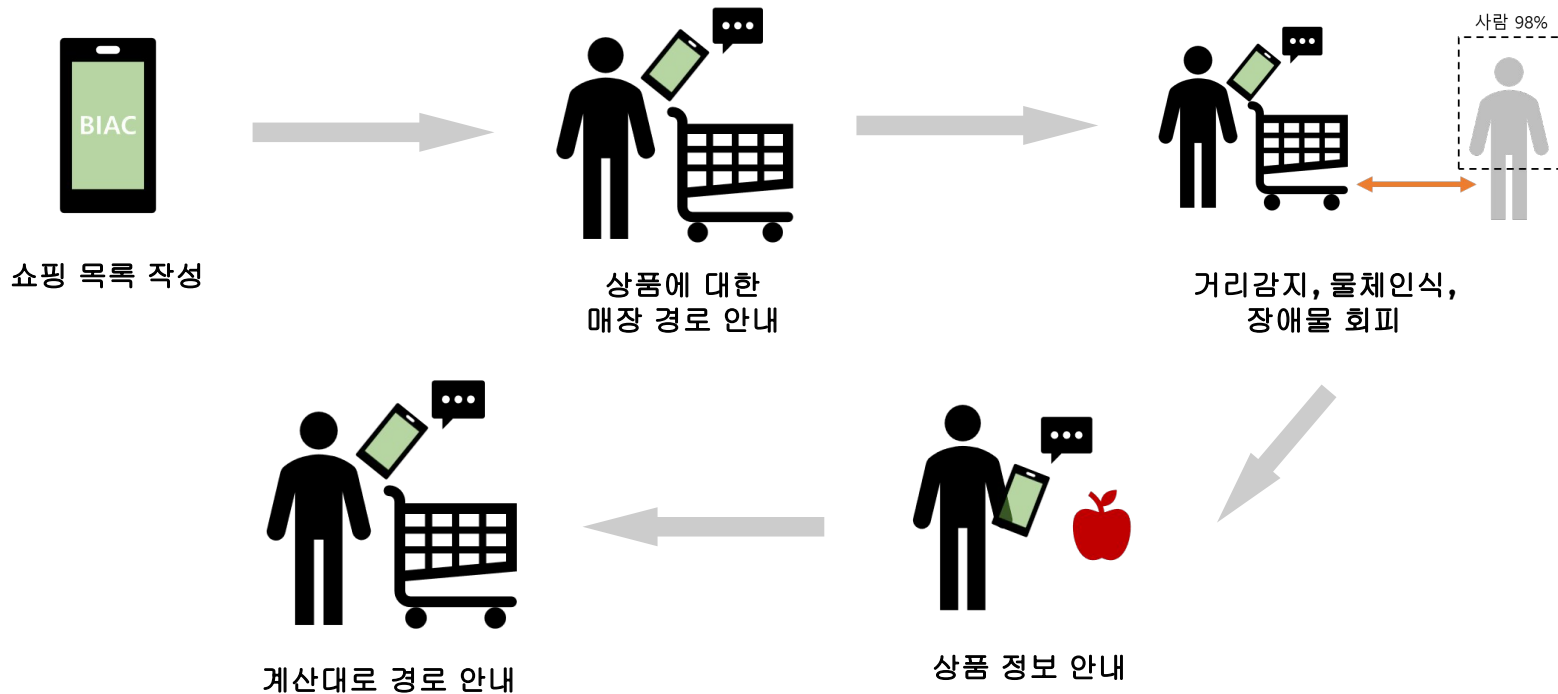 BIAC
쇼핑 목록 작성
상품에 대한
매장 경로 안내
사람 98%
거리감지, 물체인식,
장애물 회피
상품 정보 안내
계산대로 경로 안내